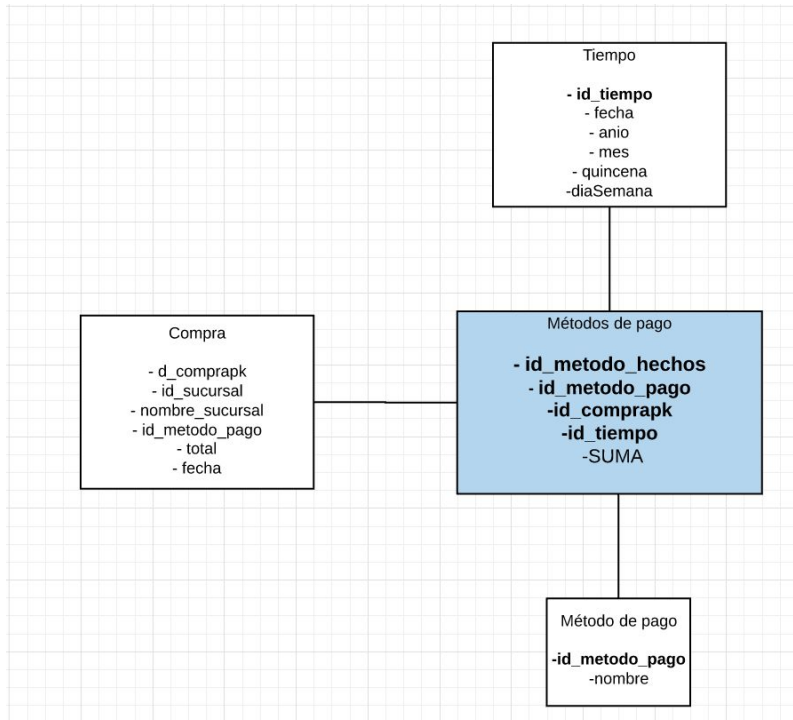 Tiempo
- id_tiempo
- fecha
- anio
- mes
- quincena
-diaSemana
Compra
- d_comprapk
- id_sucursal
- nombre_sucursal
- id_metodo_pago
- total
- fecha
Métodos de pago
- id_metodo_hechos
- id_metodo_pago
-id_comprapk
-id_tiempo
-SUMA
Método de pago
-id_metodo_pago
-nombre